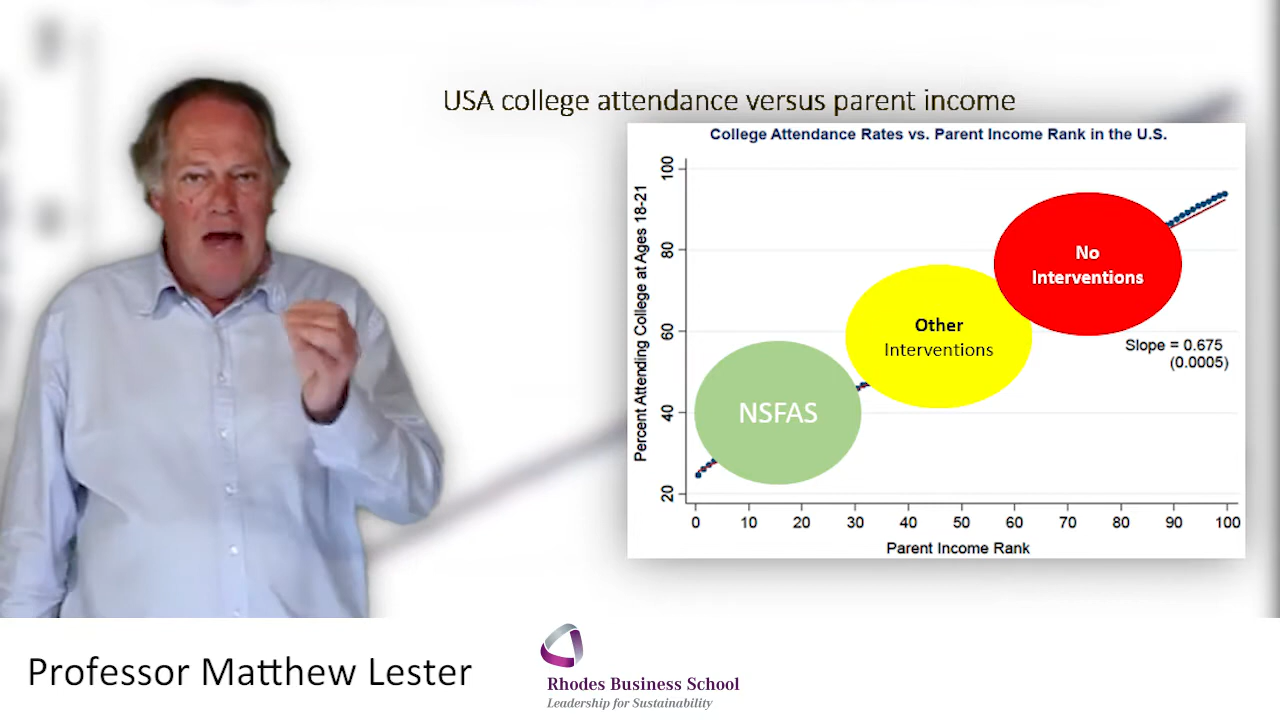 USA college attendance versus parent income
College Attendance Rates vs. Parent Income Rank in the U.S.
Percent Attending College at Ages 18-21
100
80
60
40
20
No
Interventions
Other
Interventions
NSFAS
Slope = 0.675
(0.0005)
0 10 20 30 40 50 60 70 80 90 100
Parent Income Rank
Professor Matthew Lester
Rhodes Business School
Leadership for Sustainability